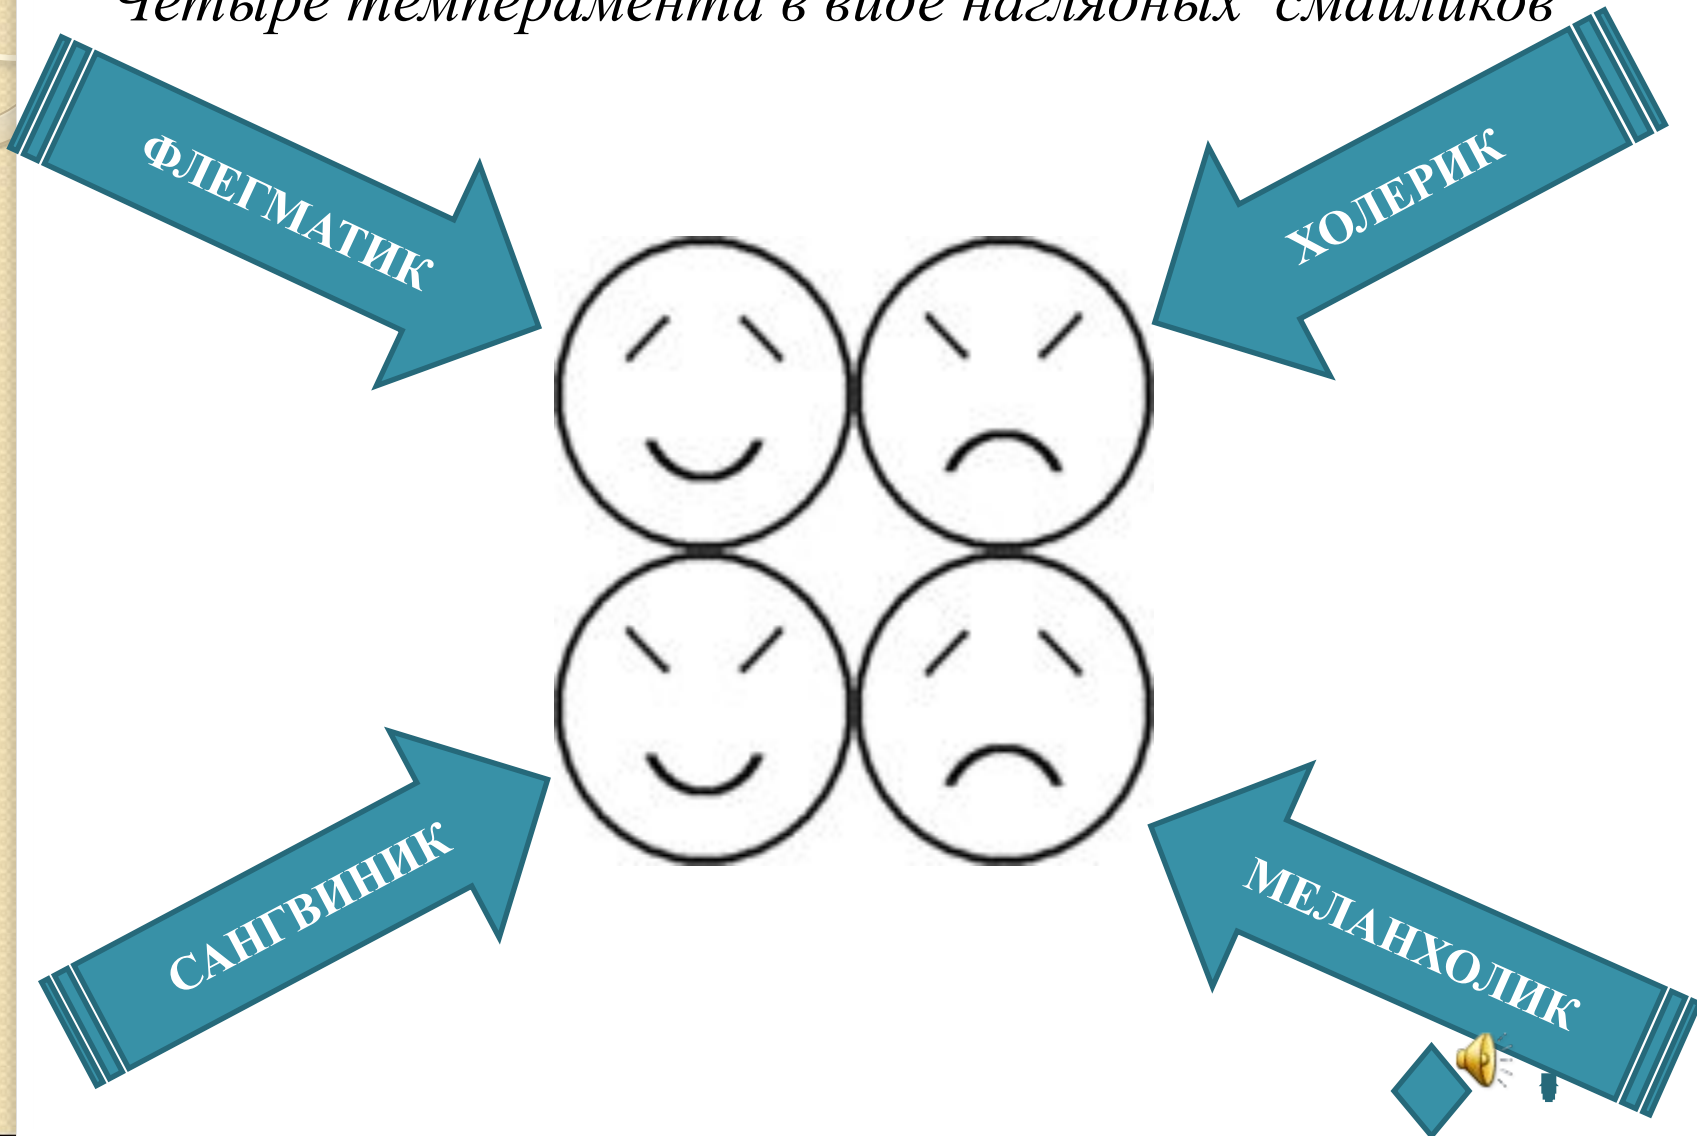 Четыре темперамента в виде наглядных смайликов
ФЛЕГМАТИК
ХОЛЕРИК
САНГВИНИК
МЕЛАНХОЛИК